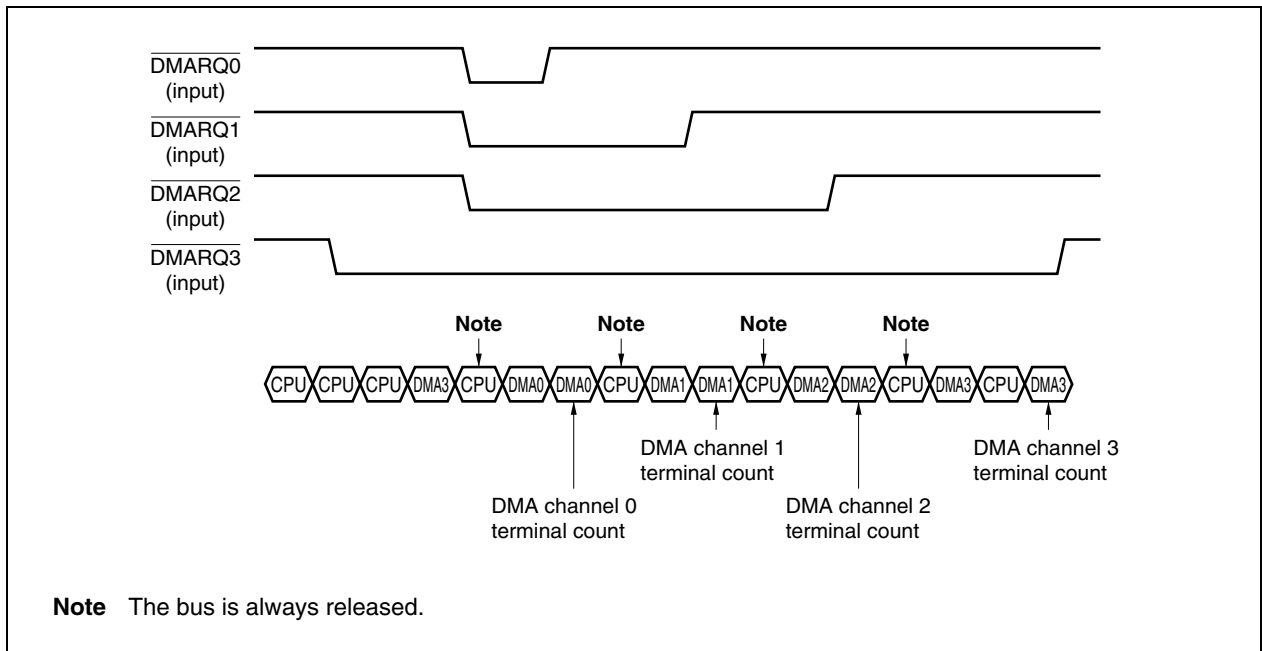 DMARQ0
(input)
DMARQ1
(input)
DMARQ2
(input)
DMARQ3
(input)
Note Note Note Note
CPU CPU CPU DMA3 CPU DMA0 DMA0 CPU DMA1 DMA1 CPU DMA2 DMA2 CPU DMA3 CPU DMA3
DMA channel 1
terminal count
DMA channel 3
terminal count
DMA channel 0
terminal count
DMA channel 2
terminal count
Note The bus is always released.